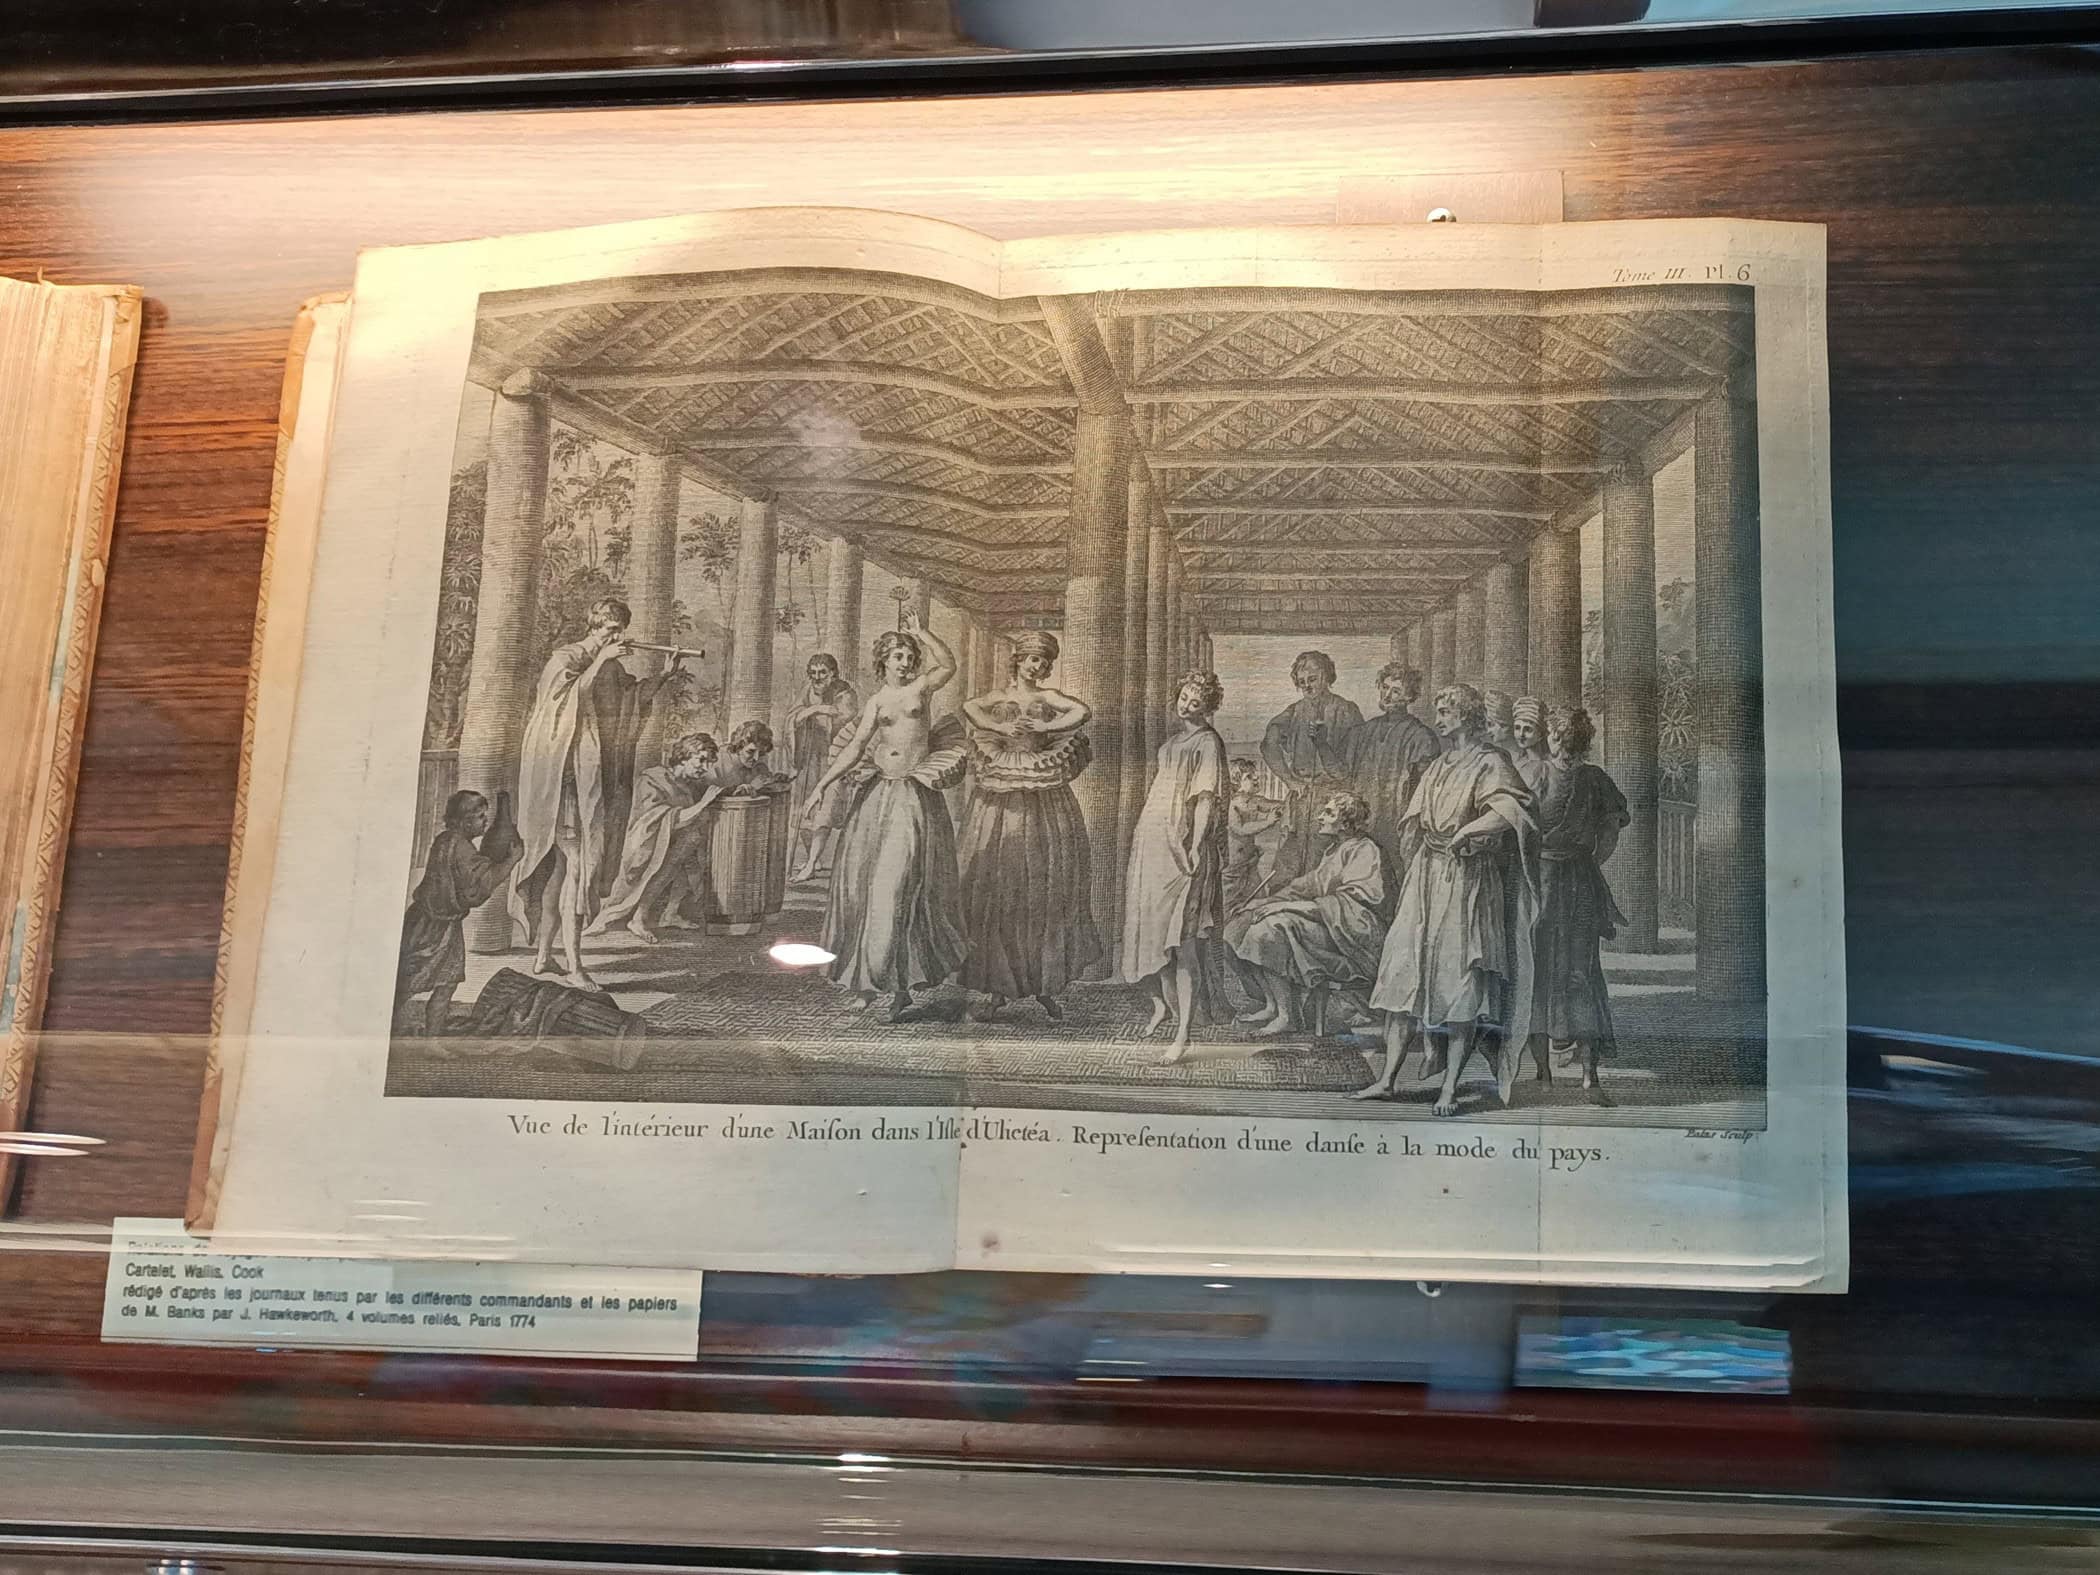 Tome III. Pl. 6
Vue de l'intérieur d'une Maiſon dans l'Iſle d'Ulietéa. Repreſentation d'une danſe à la mode du pays.
Sculp.
Cartelet, Wallis, Cook
rédigé d'après les journaux tenus par les différents commandants et les papiers
de M. Banks par J. Hawkeworth, 4 volumes reliés, Paris 1774